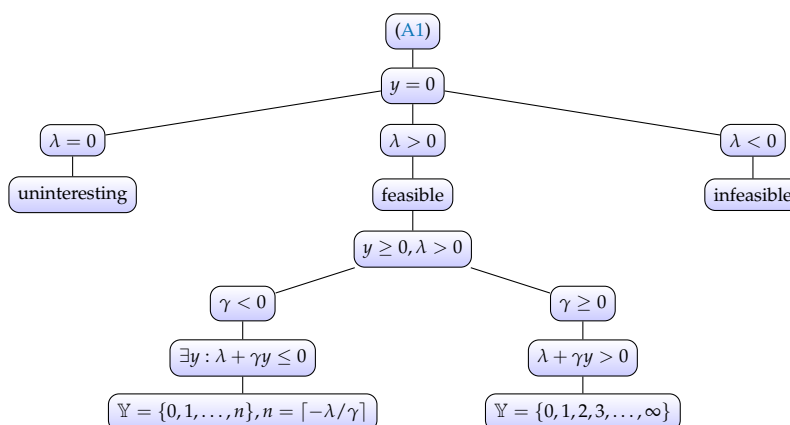 (A1)
y = 0
λ = 0
λ > 0
λ < 0
uninteresting
feasible
infeasible
y ≥ 0, λ > 0
γ < 0
γ ≥ 0
∃y : λ + γy ≤ 0
λ + γy > 0
𝕐 = {0, 1, . . . , n}, n = ⌈−λ/γ⌉
𝕐 = {0, 1, 2, 3, . . . , ∞}